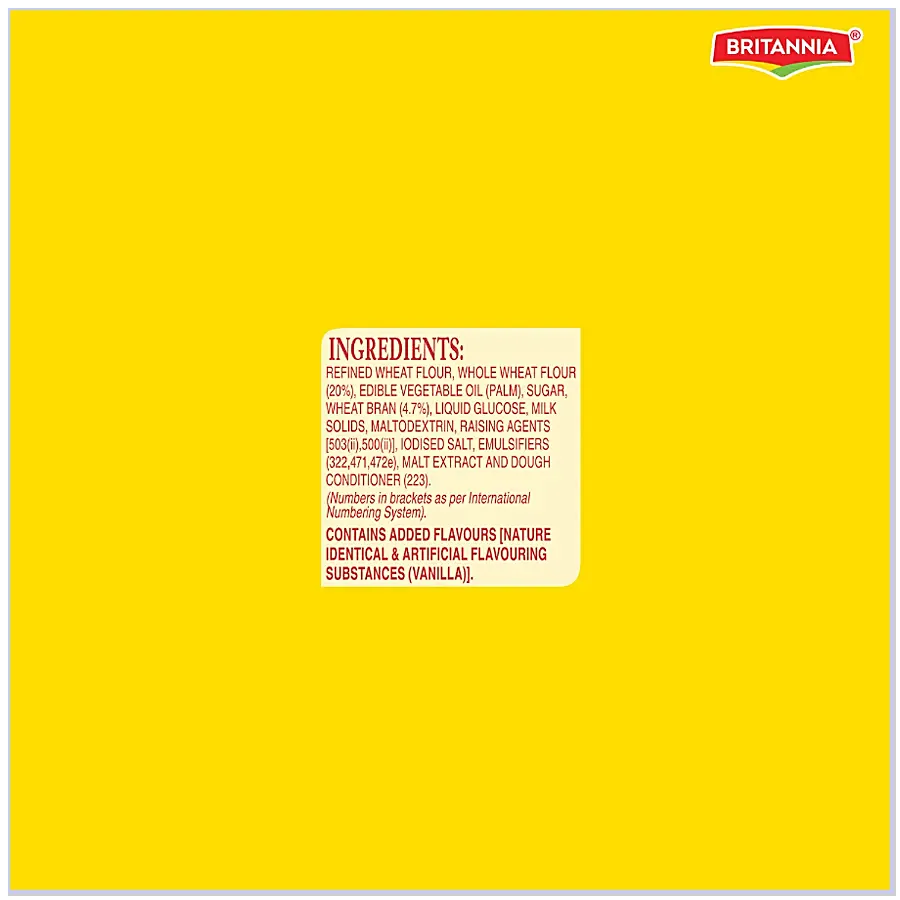 BRITANNIA®
INGREDIENTS:
REFINED WHEAT FLOUR, WHOLE WHEAT FLOUR
(20%), EDIBLE VEGETABLE OIL (PALM), SUGAR,
WHEAT BRAN (4.7%), LIQUID GLUCOSE, MILK
SOLIDS, MALTODEXTRIN, RAISING AGENTS
[503(ii),500(ii)], IODISED SALT, EMULSIFIERS
(322,471,472e), MALT EXTRACT AND DOUGH
CONDITIONER (223).
(Numbers in brackets as per International
Numbering System).
CONTAINS ADDED FLAVOURS [NATURE
IDENTICAL & ARTIFICIAL FLAVOURING
SUBSTANCES (VANILLA)].